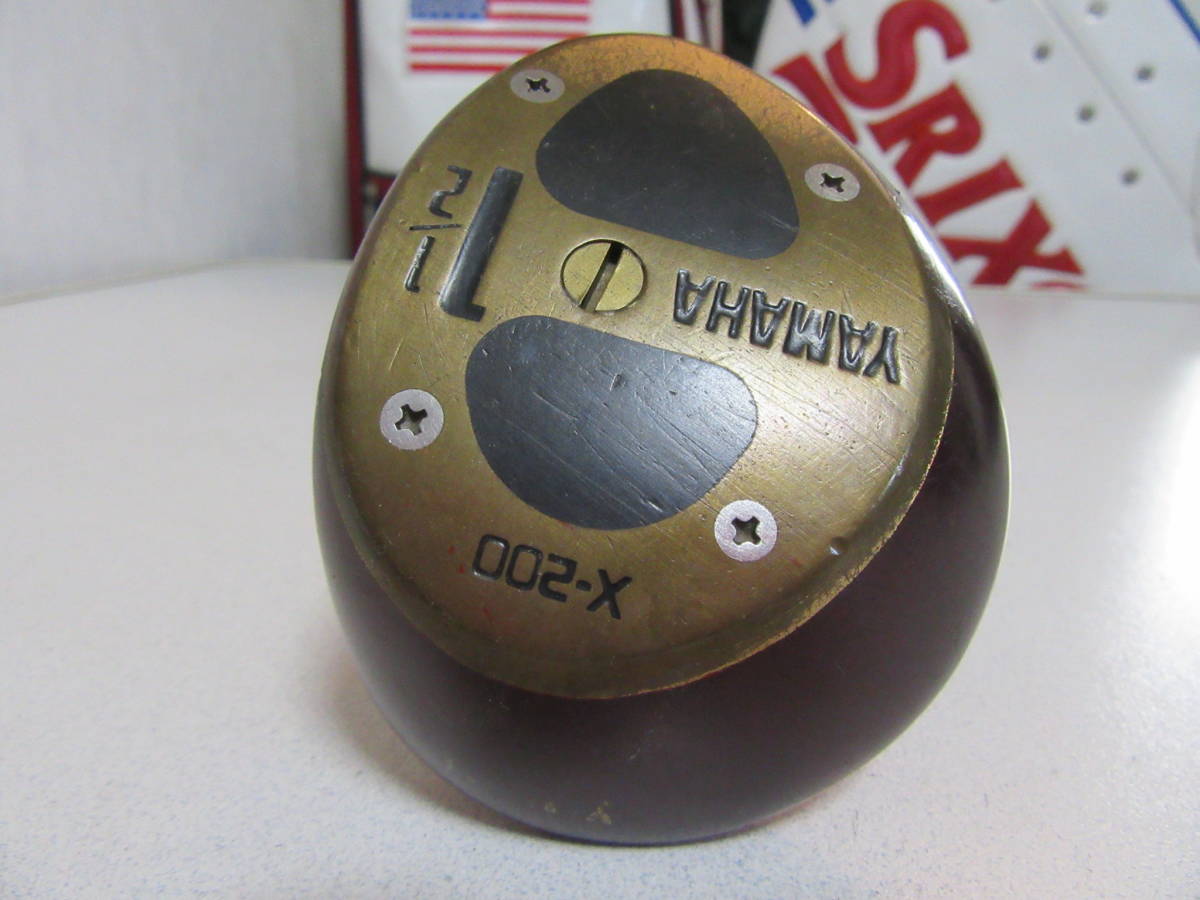 YAMAHA
1 1/2
X-200
SRIX